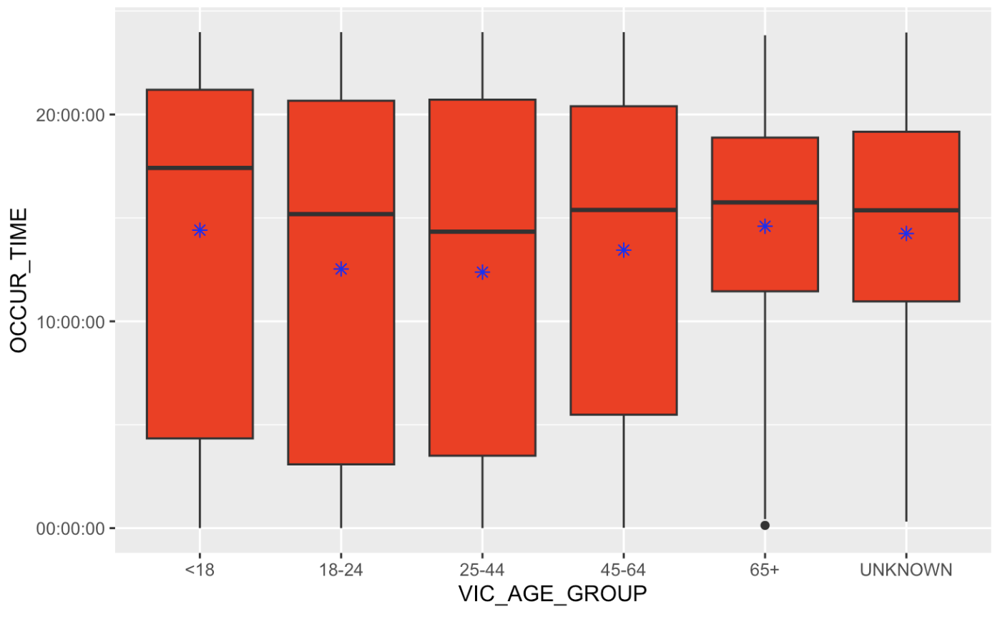 OCCUR_TIME
20:00:00
10:00:00
00:00:00
<18 18-24 25-44 45-64 65+ UNKNOWN
VIC_AGE_GROUP